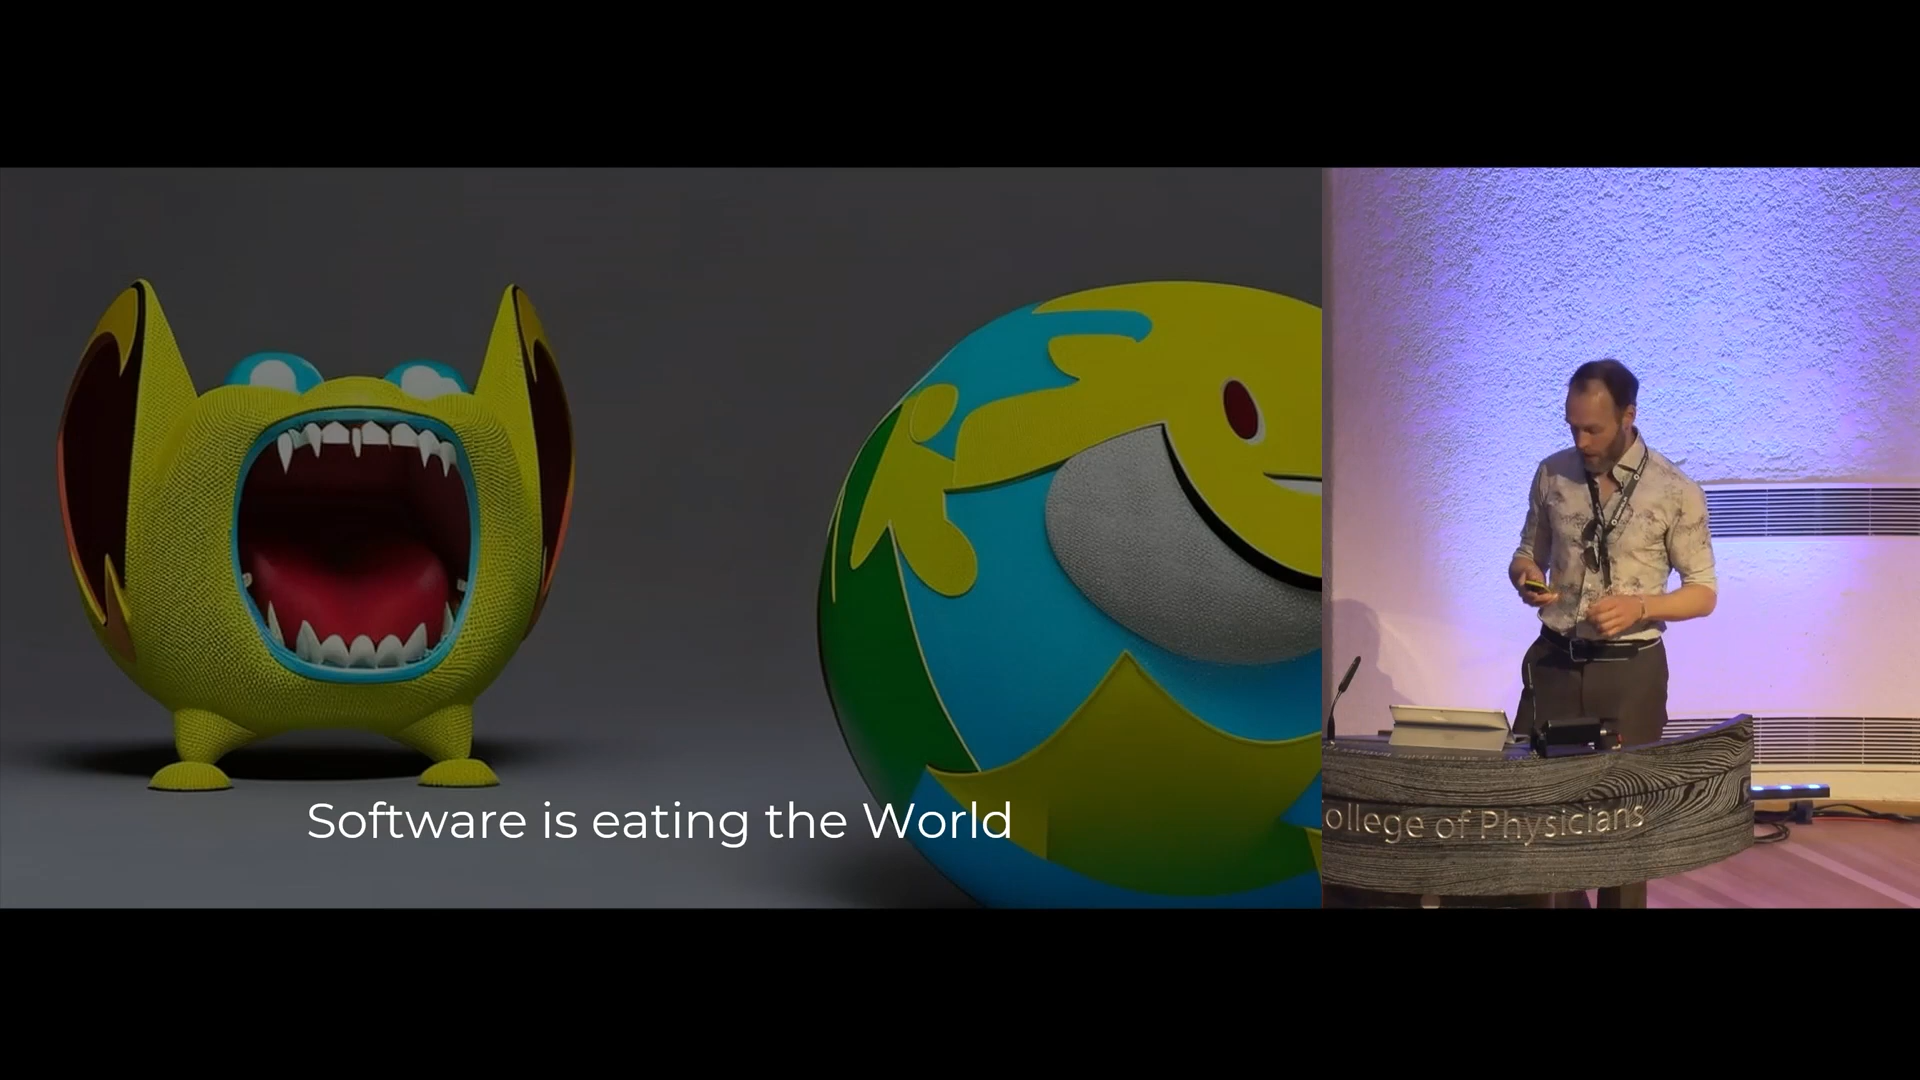 Software is eating the World
ollege of Physicians